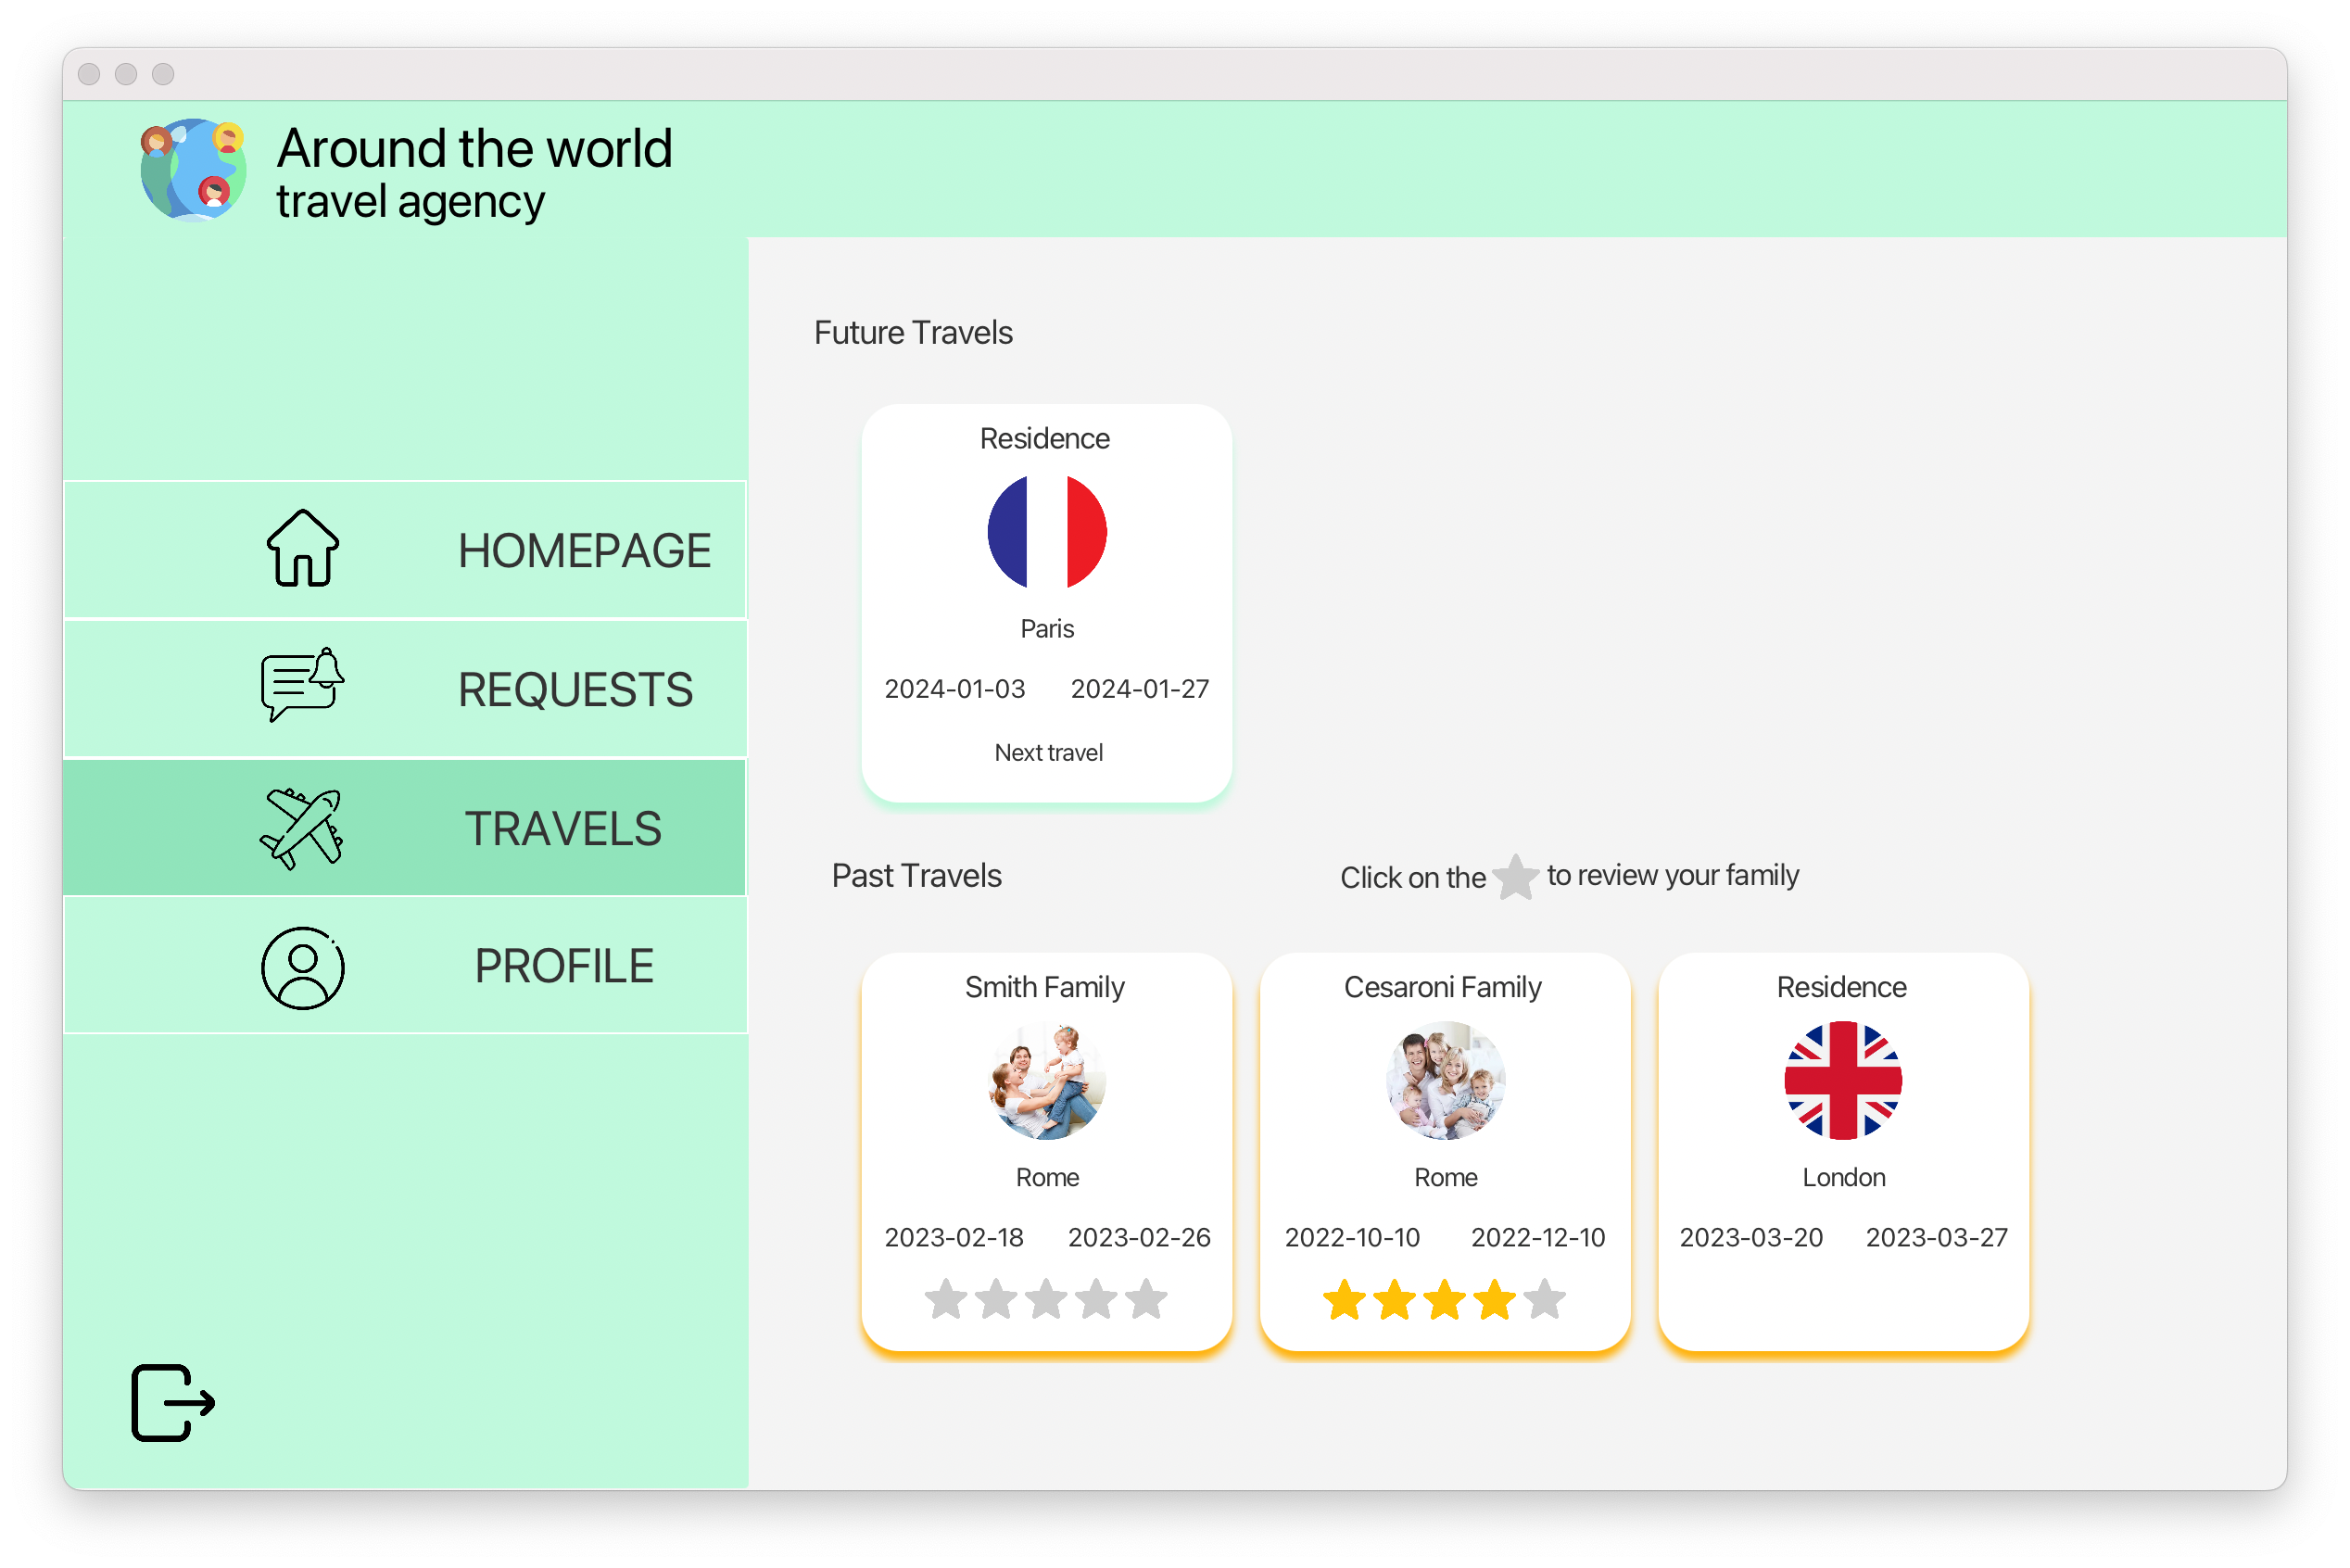 Around the world
travel agency
HOMEPAGE
REQUESTS
TRAVELS
PROFILE
Future Travels
Residence
Paris
2024-01-03 2024-01-27
Next travel
Past Travels
Click on the to review your family
Smith Family
Rome
2023-02-18 2023-02-26
Cesaroni Family
Rome
2022-10-10 2022-12-10
Residence
London
2023-03-20 2023-03-27